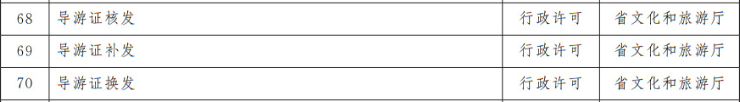 68 导游证核发 行政许可 省文化和旅游厅
69 导游证补发 行政许可 省文化和旅游厅
70 导游证换发 行政许可 省文化和旅游厅